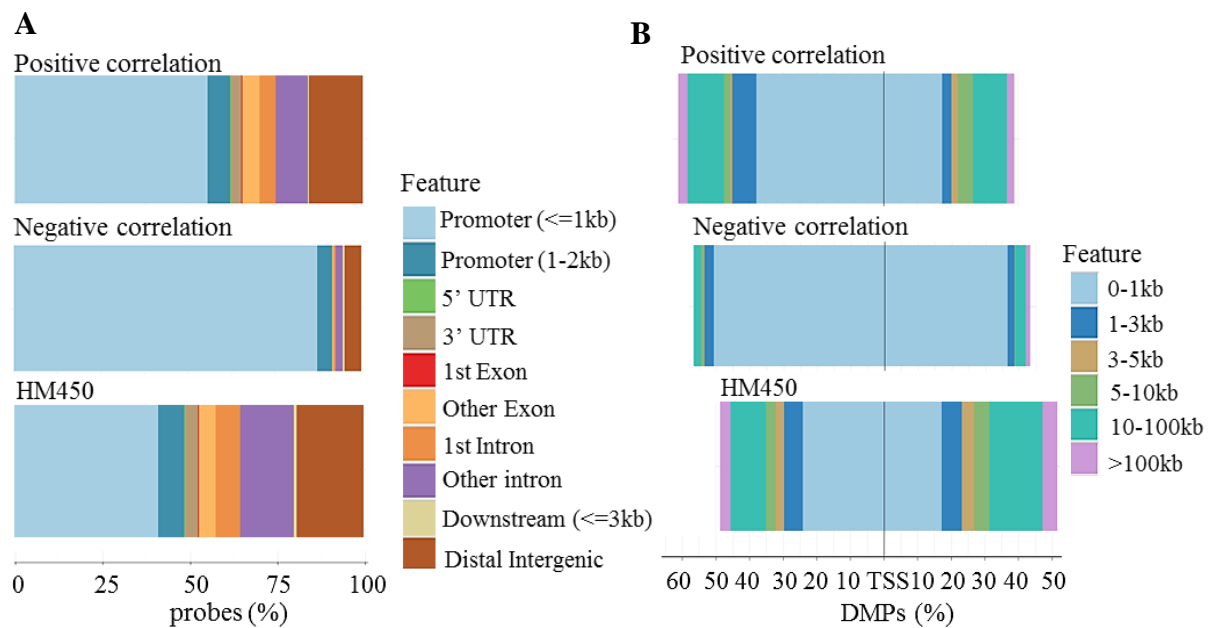 A
Positive correlation
Negative correlation
HM450
0 25 50 75 100
probes (%)
Feature
Promoter (<=1kb)
Promoter (1-2kb)
5’ UTR
3’ UTR
1st Exon
Other Exon
1st Intron
Other intron
Downstream (<=3kb)
Distal Intergenic
B
Positive correlation
Negative correlation
HM450
60 50 40 30 20 10 TSS 10 20 30 40 50
DMPs (%)
Feature
0-1kb
1-3kb
3-5kb
5-10kb
10-100kb
>100kb